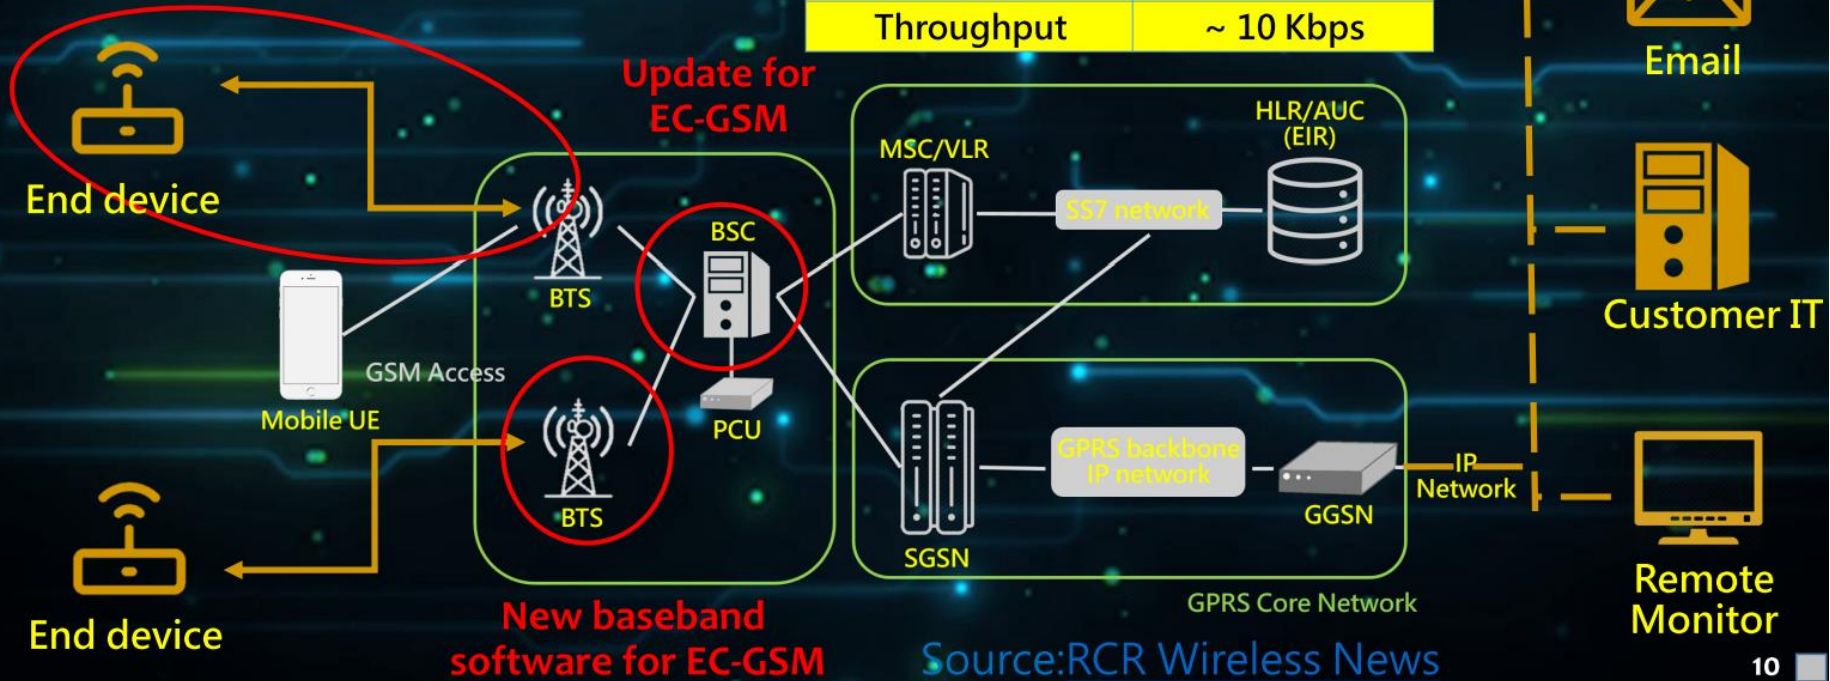 Throughput ~ 10 Kbps
Email
Update for
EC-GSM
End device
HLR/AUC
(EIR)
MSC/VLR
SS7 network
BSC
BTS
Customer IT
GSM Access
Mobile UE
PCU
BTS
GPRS backbone
IP network
IP
Network
GGSN
SGSN
Remote
Monitor
GPRS Core Network
End device
New baseband
software for EC-GSM
Source:RCR Wireless News
10